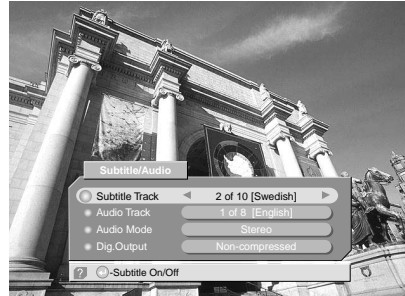 Subtitle/Audio
Subtitle Track 2 of 10 [Swedish]
Audio Track 1 of 8 [English]
Audio Mode Stereo
Dig.Output Non-compressed
? -Subtitle On/Off